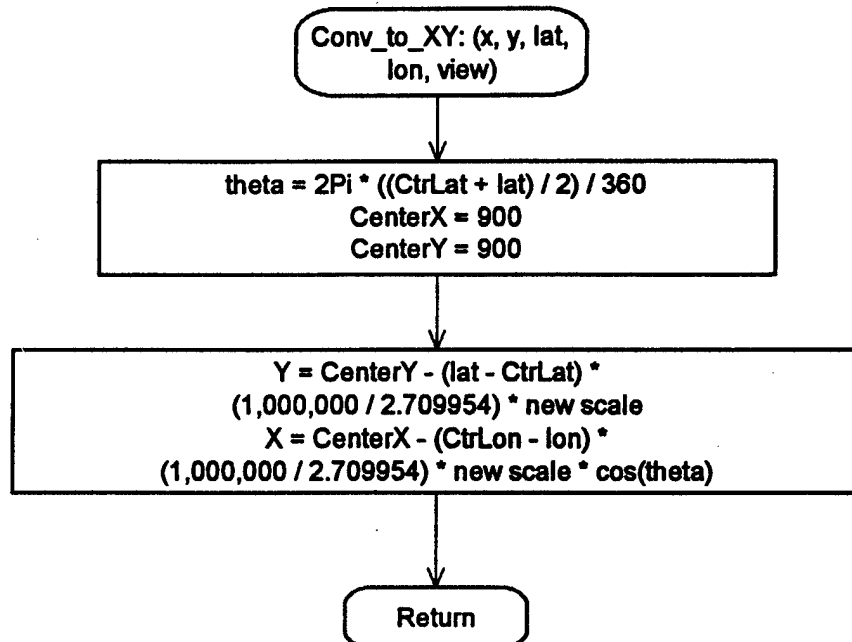 Conv_to_XY: (x, y, lat,
lon, view)
theta = 2Pi * ((CtrLat + lat) / 2) / 360
CenterX = 900
CenterY = 900
Y = CenterY - (lat - CtrLat) *
(1,000,000 / 2.709954) * new scale
X = CenterX - (CtrLon - lon) *
(1,000,000 / 2.709954) * new scale * cos(theta)
Return